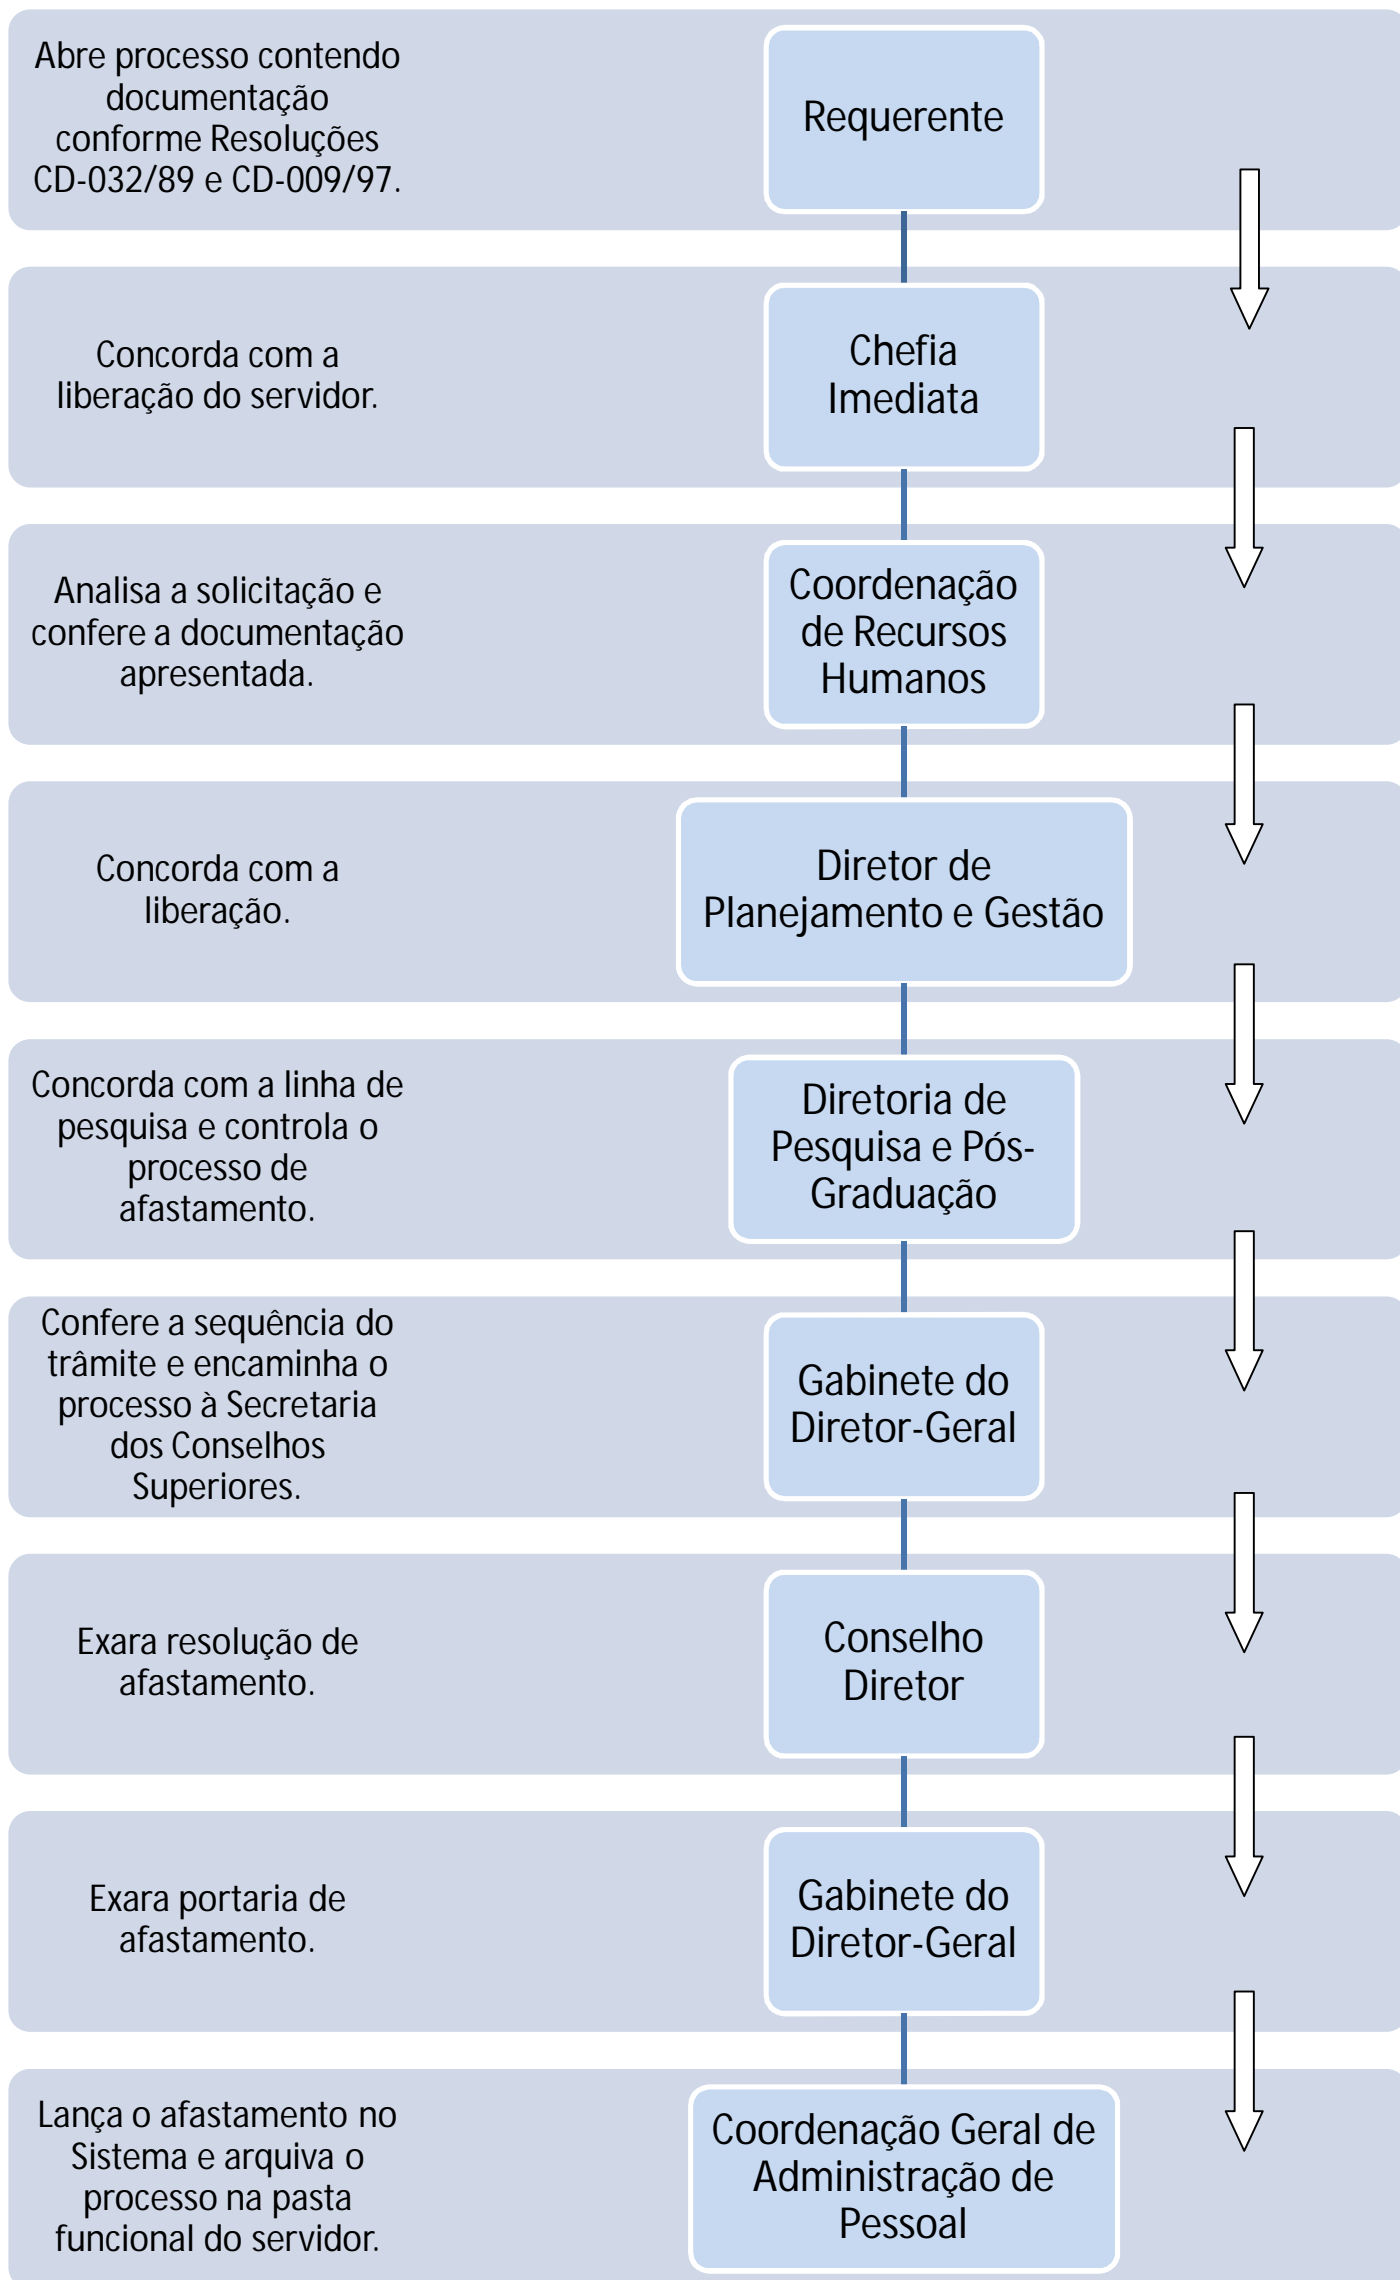 Abre processo contendo
documentação
conforme Resoluções
CD-032/89 e CD-009/97.
Requerente
Concorda com a
liberação do servidor.
Chefia
Imediata
Analisa a solicitação e
confere a documentação
apresentada.
Coordenação
de Recursos
Humanos
Concorda com a
liberação.
Diretor de
Planejamento e Gestão
Concorda com a linha de
pesquisa e controla o
processo de
afastamento.
Diretoria de
Pesquisa e Pós-
Graduação
Confere a sequência do
trâmite e encaminha o
processo à Secretaria
dos Conselhos
Superiores.
Gabinete do
Diretor-Geral
Exara resolução de
afastamento.
Conselho
Diretor
Exara portaria de
afastamento.
Gabinete do
Diretor-Geral
Lança o afastamento no
Sistema e arquiva o
processo na pasta
funcional do servidor.
Coordenação Geral de
Administração de
Pessoal